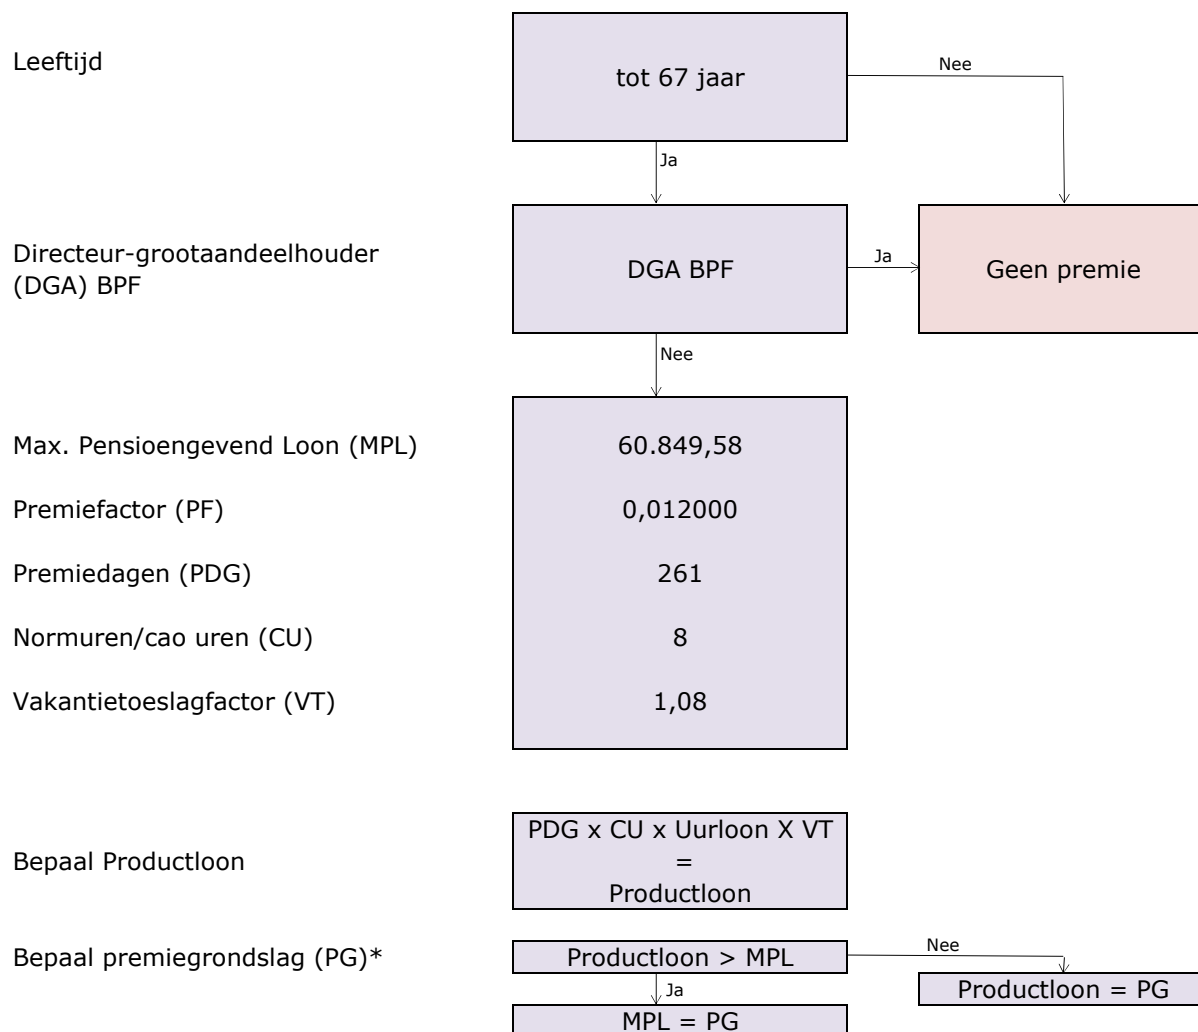 Leeftijd
tot 67 jaar
Nee
Ja
Directeur-grootaandeelhouder
(DGA) BPF
DGA BPF
Ja
Geen premie
Nee
Max. Pensioengevend Loon (MPL)
60.849,58
Premiefactor (PF)
0,012000
Premiedagen (PDG)
261
Normuren/cao uren (CU)
8
Vakantietoeslagfactor (VT)
1,08
Bepaal Productloon
PDG x CU x Uurloon X VT
=
Productloon
Bepaal premiegrondslag (PG)*
Productloon > MPL
Nee
Productloon = PG
Ja
MPL = PG